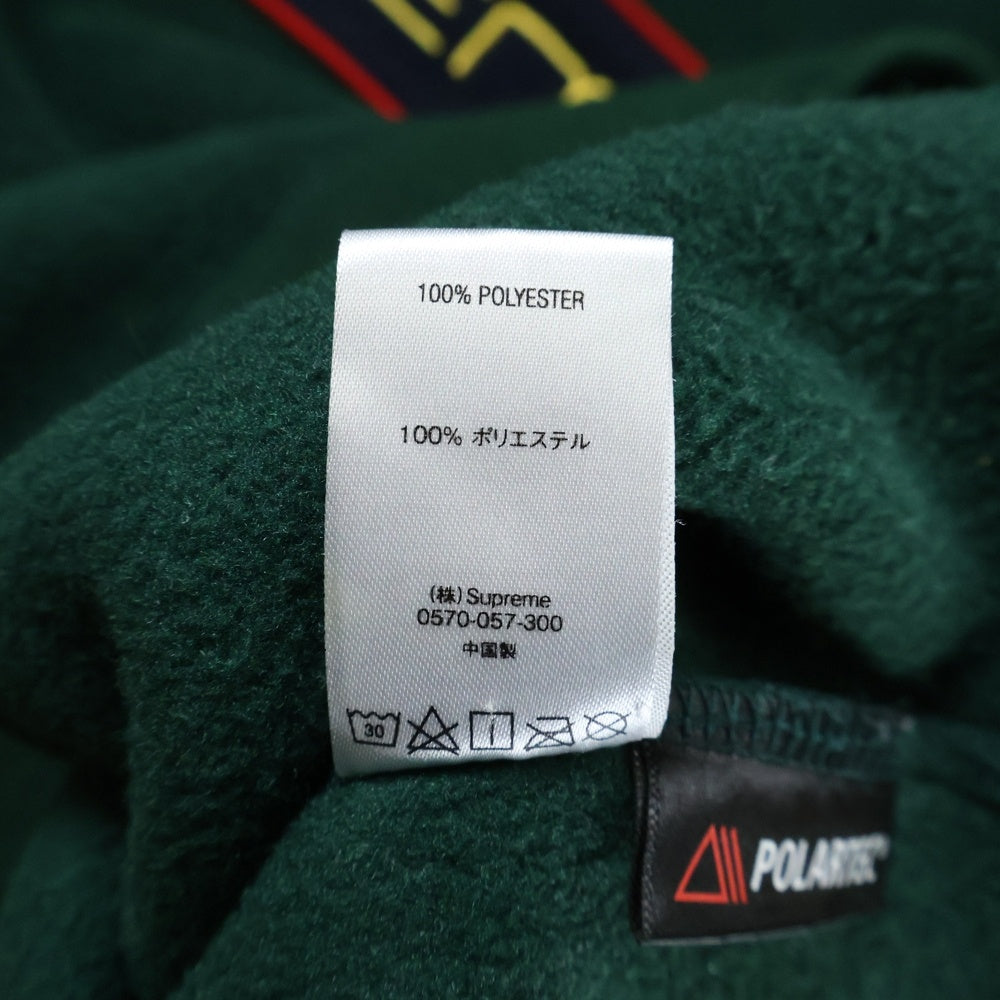 100% POLYESTER
100% ポリエステル
(株)Supreme
0570-057-300
中国製
30
POLARTEC